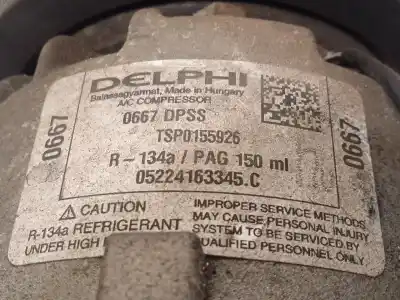 DELPHI
Balassagyarmat, Made in Hungary
A/C COMPRESSOR
0667 DPSS
TSP0155926
R - 134a / PAG 150 ml
05224163345.C
0667
0667
CAUTION
R-134a REFRIGERANT
UNDER HIGH
IMPROPER SERVICE METHODS
MAY CAUSE PERSONAL INJURY
SYSTEM TO BE SERVICED BY
QUALIFIED PERSONNEL ONLY